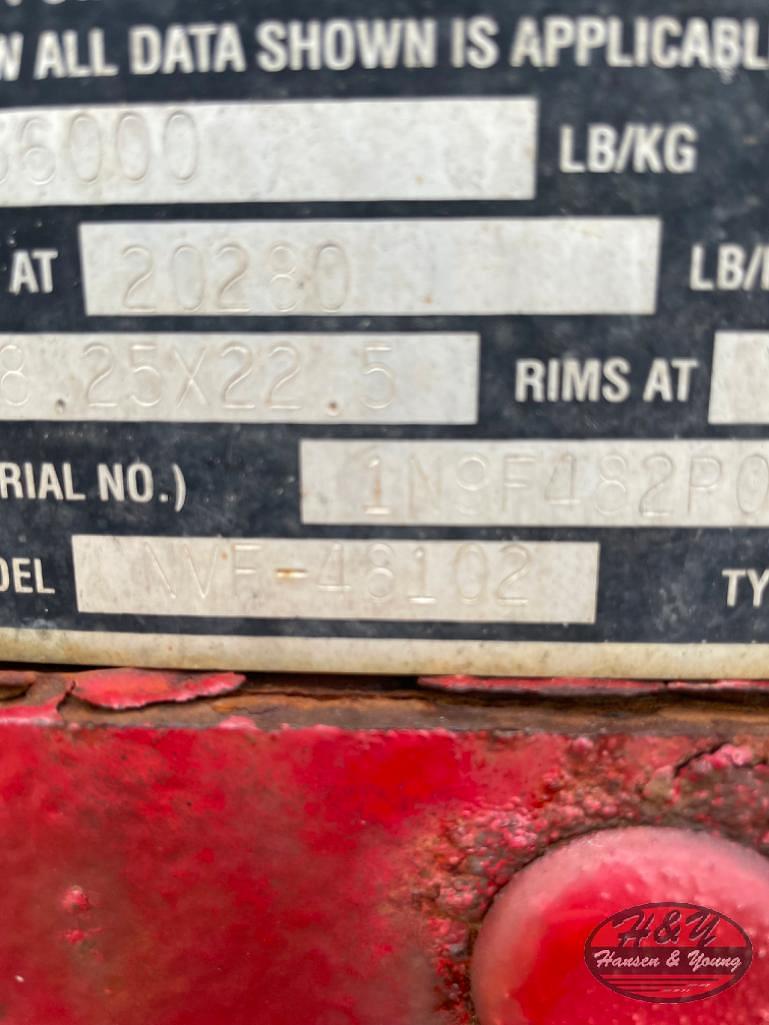 W ALL DATA SHOWN IS APPLICABL
6000 LB/KG
AT 20280 LB/
8.25X22.5 RIMS AT
RIAL NO.) 1N9F482P0
DEL NVF-48102 TY
H&Y
Hansen & Young